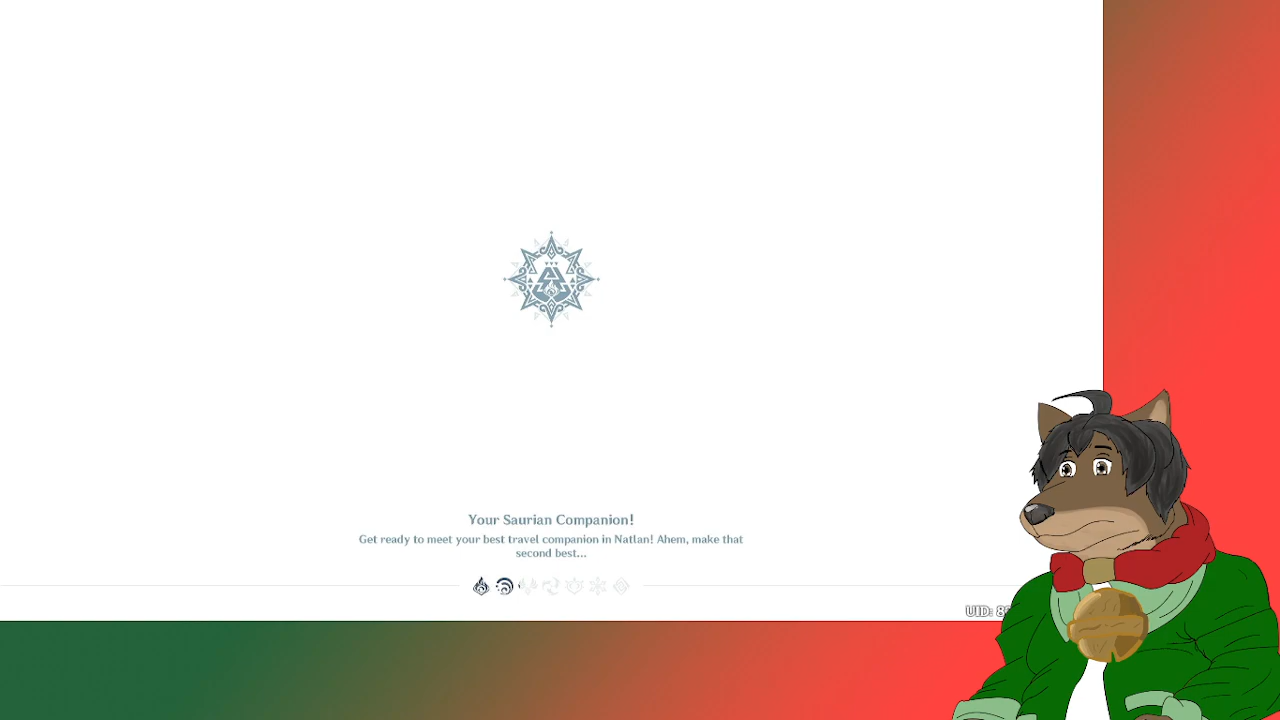 Your Saurian Companion!
Get ready to meet your best travel companion in Natlan! Ahem, make that
second best...
UID: 8